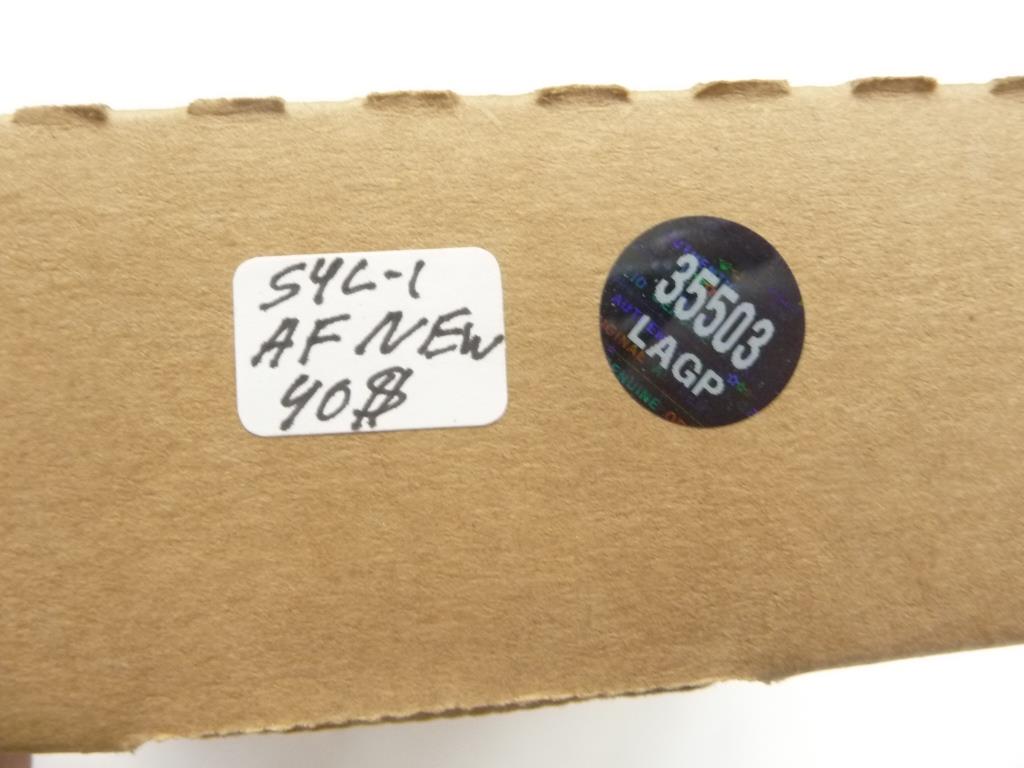 SYL-1
AF NEW
40$
35503
LAGP